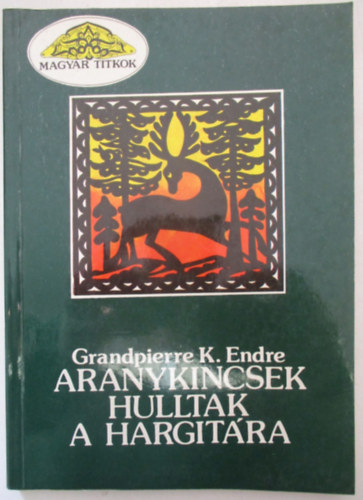 MAGYAR TITKOK
Grandpierre K. Endre
ARANYKINCSEK
HULLTAK
A HARGITÁRA